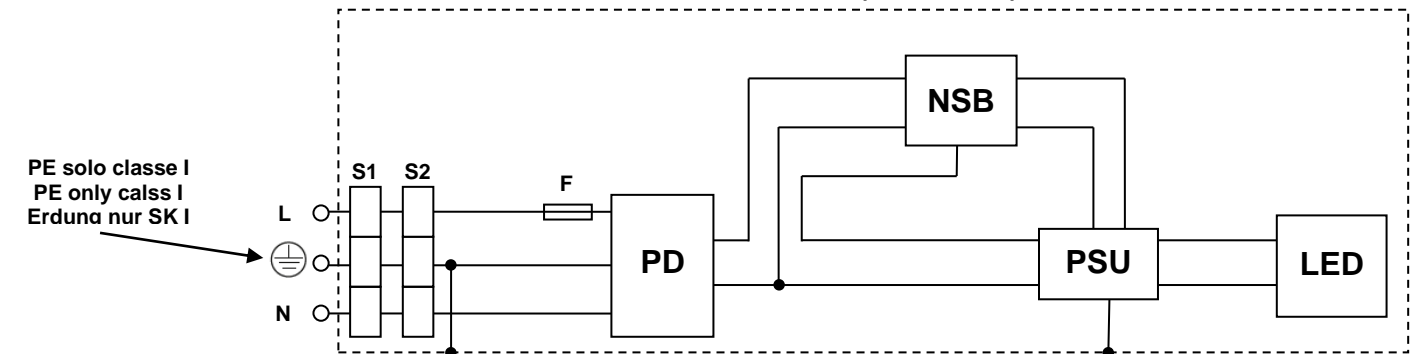 PE solo classe I
PE only calss I
Erdung nur SK I
S1
S2
F
L
N
PD
NSB
PSU
LED